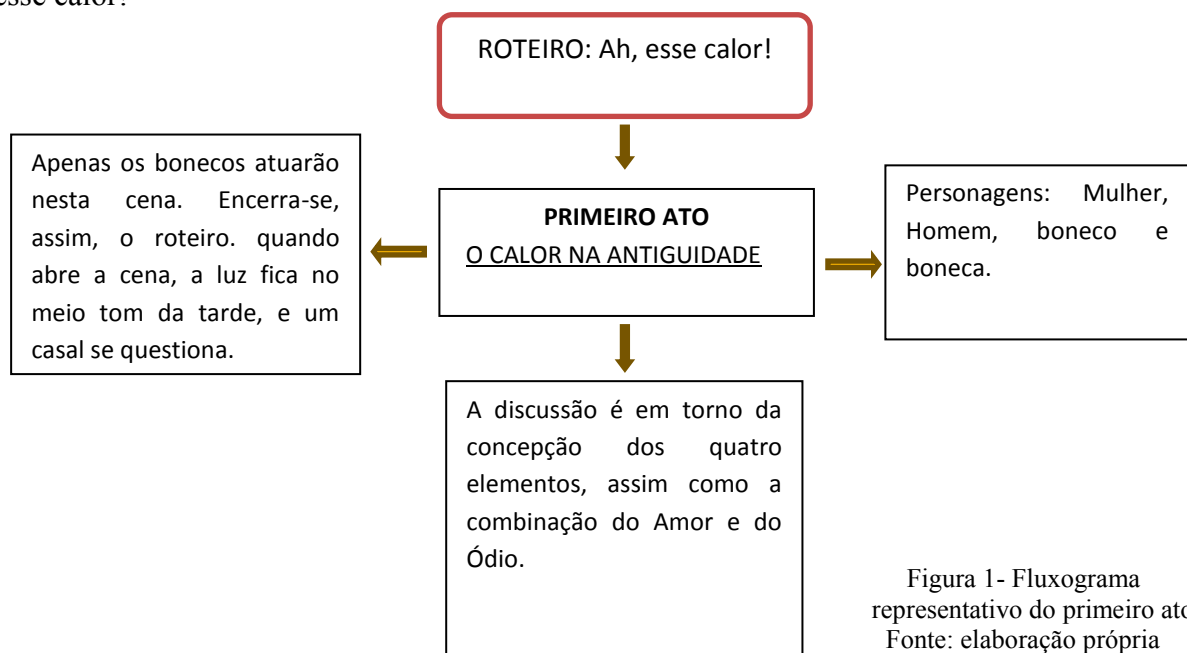 esse calor!
ROTEIRO: Ah, esse calor!
Apenas os bonecos atuarão
nesta cena. Encerra-se,
assim, o roteiro. quando
abre a cena, a luz fica no
meio tom da tarde, e um
casal se questiona.
PRIMEIRO ATO
O CALOR NA ANTIGUIDADE
Personagens: Mulher,
Homem, boneco e
boneca.
A discussão é em torno da
concepção dos quatro
elementos, assim como a
combinação do Amor e do
Ódio.
Figura 1- Fluxograma
representativo do primeiro ato
Fonte: elaboração própria